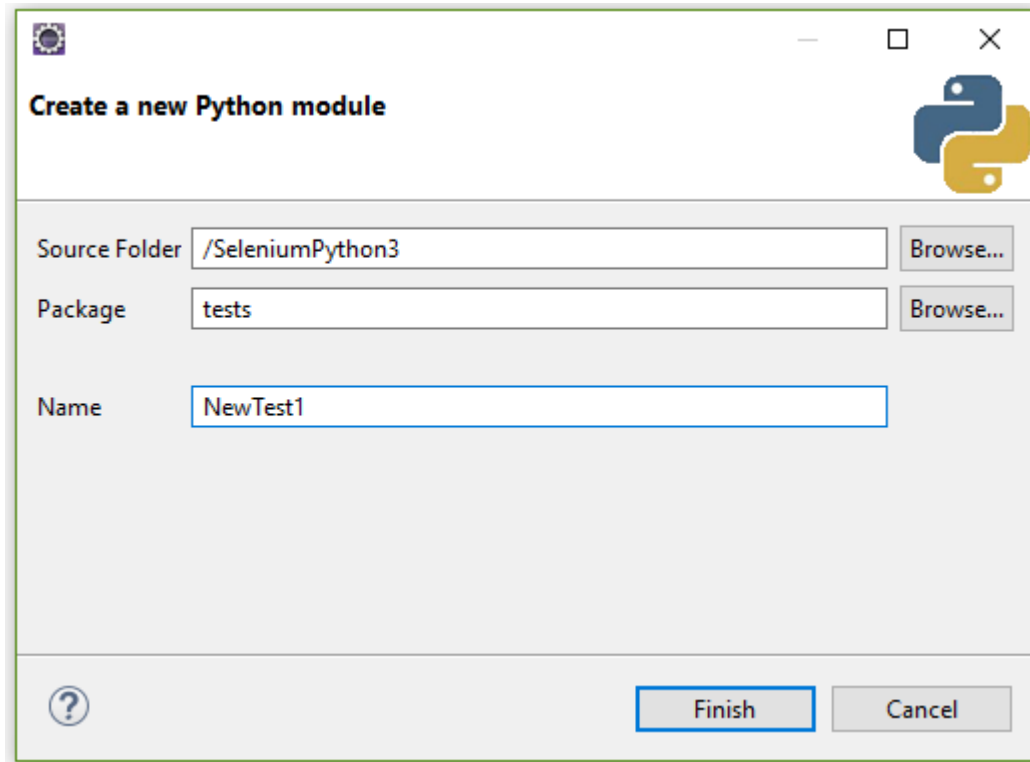 Create a new Python module
Source Folder /SeleniumPython3 Browse...
Package tests Browse...
Name NewTest1
?
Finish Cancel